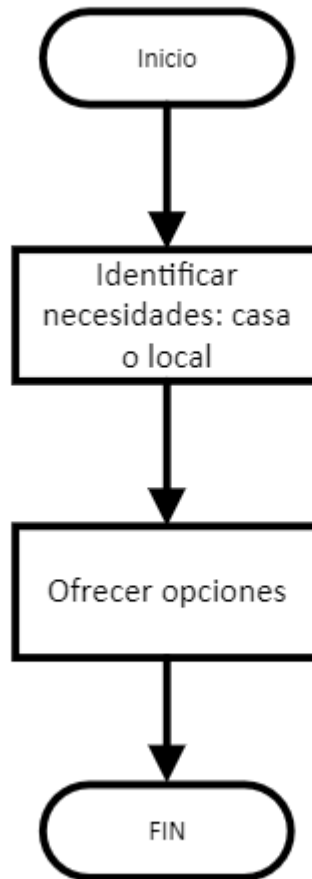 Inicio
Identificar
necesidades: casa
o local
Ofrecer opciones
FIN